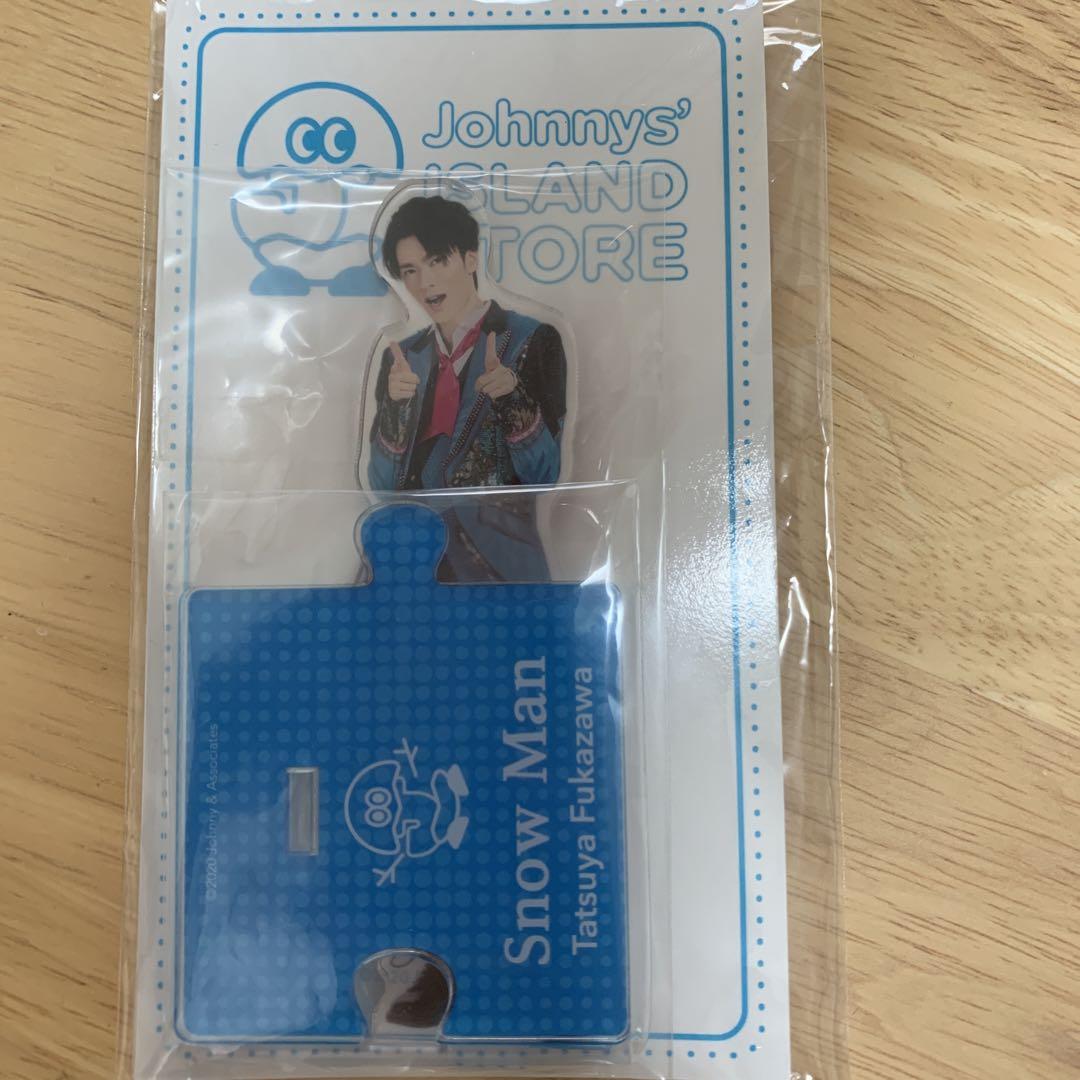 Johnnys'
ISLAND
STORE
Snow Man
Tatsuya Fukazawa
©2020 Johnny & Associates